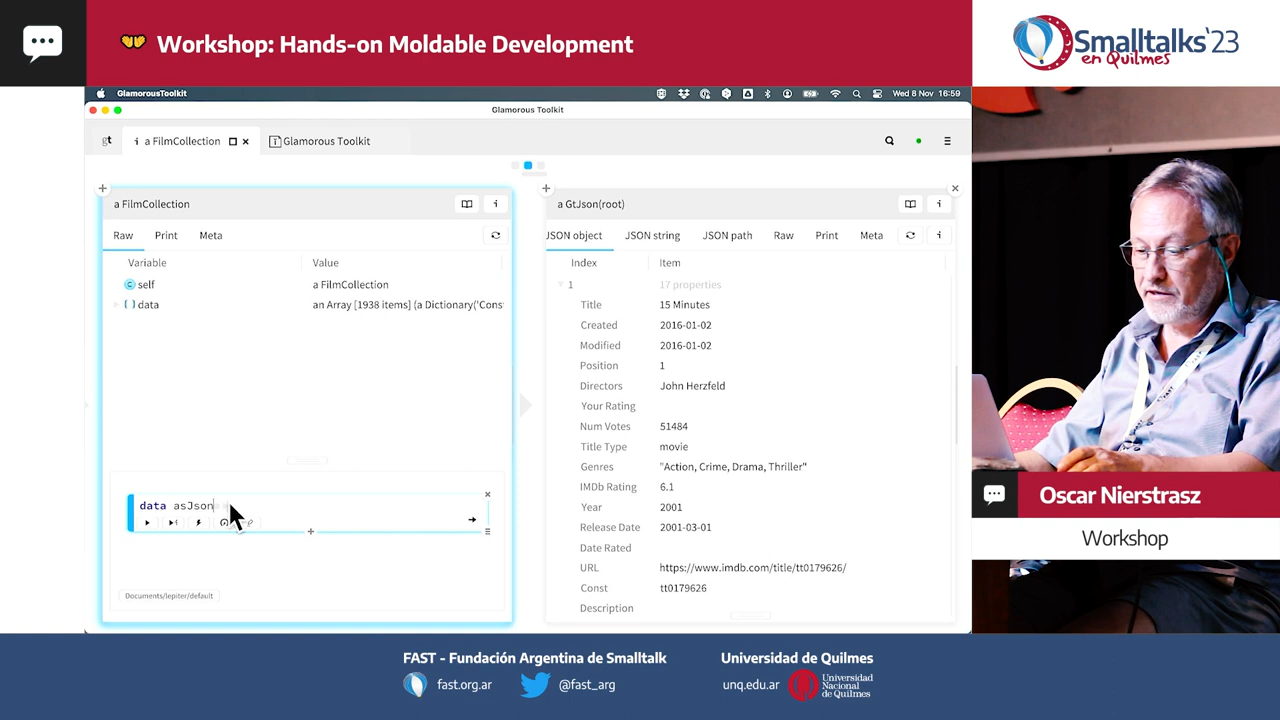 Workshop: Hands-on Moldable Development
Smalltalks'23
en Quilmes
GlamorousToolkit
Wed 8 Nov 16:59
Glamorous Toolkit
gt
a FilmCollection
Glamorous Toolkit
a FilmCollection
Raw Print Meta
Variable Value
self a FilmCollection
data an Array [1938 items] (a Dictionary('Cons
data asJson
Documents/lepiter/default
a GtJson(root)
JSON object JSON string JSON path Raw Print Meta
Index Item
1 17 properties
Title 15 Minutes
Created 2016-01-02
Modified 2016-01-02
Position 1
Directors John Herzfeld
Your Rating
Num Votes 51484
Title Type movie
Genres "Action, Crime, Drama, Thriller"
IMDb Rating 6.1
Year 2001
Release Date 2001-03-01
Date Rated
URL https://www.imdb.com/title/tt0179626/
Const tt0179626
Description
Oscar Nierstrasz
Workshop
FAST - Fundación Argentina de Smalltalk
fast.org.ar @fast_arg
Universidad de Quilmes
unq.edu.ar
Universidad
Nacional
de Quilmes